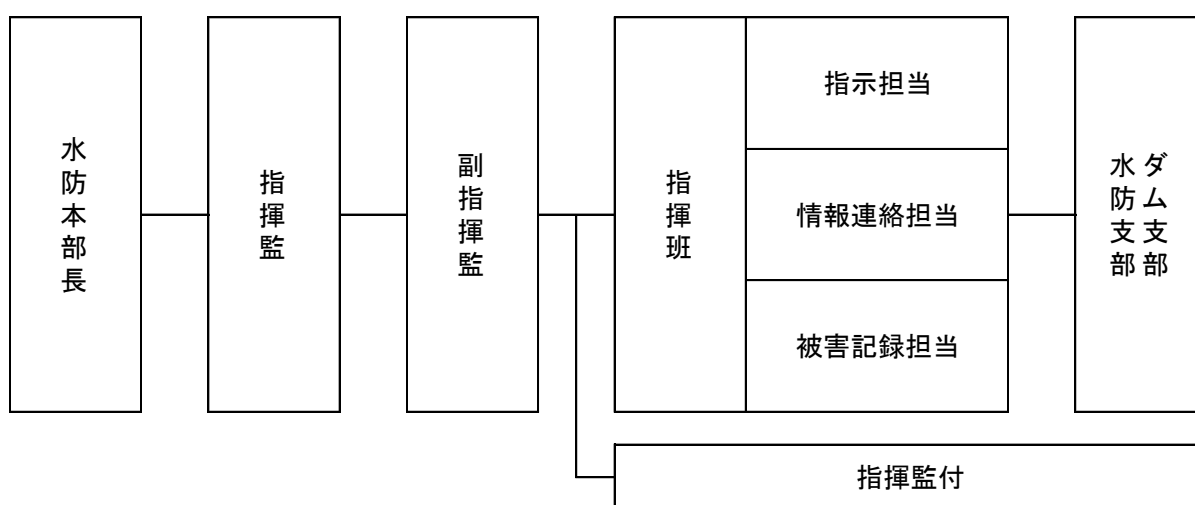 水防本部長
指揮監
副指揮監
指揮班
指示担当
情報連絡担当
被害記録担当
ダム支部
水防支部
指揮監付